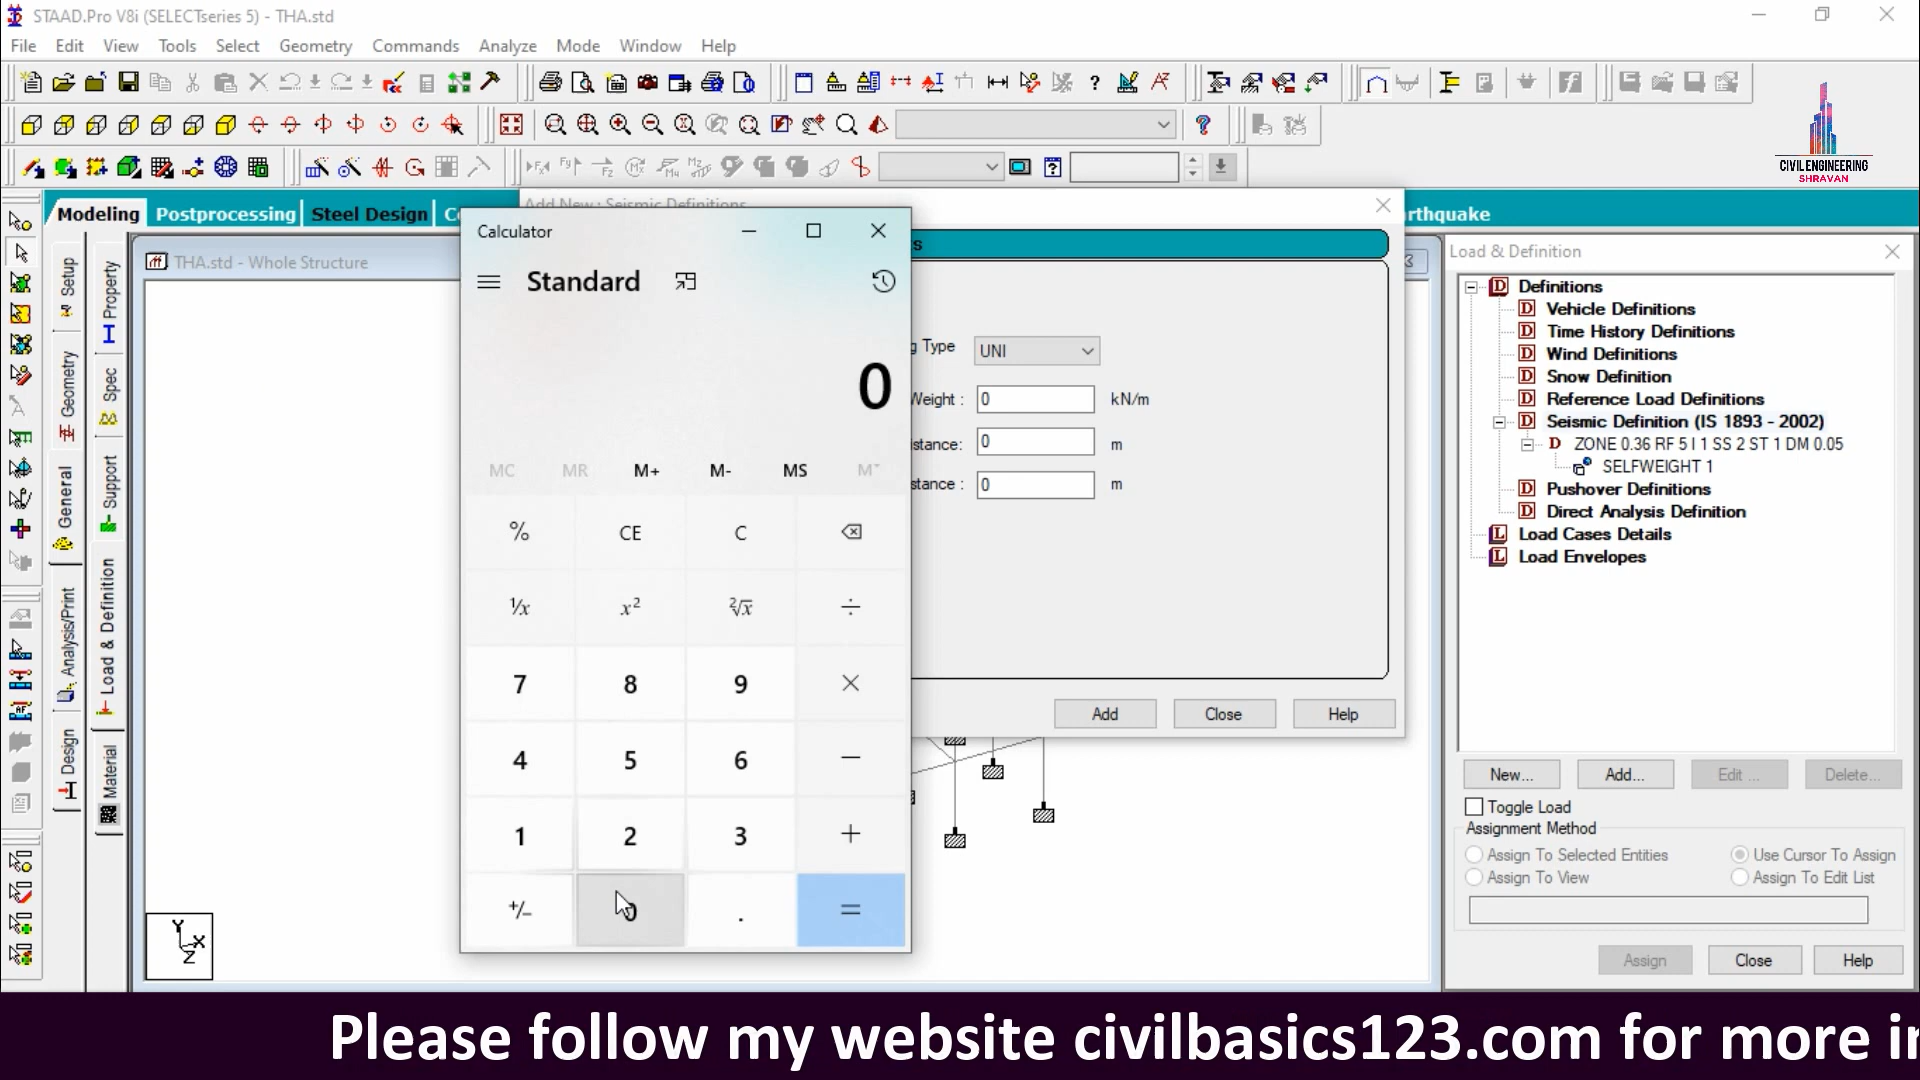 STAAD.Pro V8i (SELECTseries 5) - THA.std
File Edit View Tools Select Geometry Commands Analyze Mode Window Help
CIVIL ENGINEERING
SHRAVAN
Modeling Postprocessing Steel Design
Add New : Seismic Definitions
THA.std - Whole Structure
Setup
Geometry
General
Analysis/Print
Design
Property
Spec
Support
Load & Definition
Material
Calculator
Standard
0
MC MR M+ M- MS M˅
% CE C
¹/x x² ²√x ÷
7 8 9 ×
4 5 6 −
1 2 3 +
+/− 0 . =
g Type UNI
Weight : 0 kN/m
istance: 0 m
stance : 0 m
Add Close Help
rthquake
Load & Definition
Definitions
Vehicle Definitions
Time History Definitions
Wind Definitions
Snow Definition
Reference Load Definitions
Seismic Definition (IS 1893 - 2002)
ZONE 0.36 RF 5 I 1 SS 2 ST 1 DM 0.05
SELFWEIGHT 1
Pushover Definitions
Direct Analysis Definition
Load Cases Details
Load Envelopes
New... Add... Edit ... Delete...
Toggle Load
Assignment Method
Assign To Selected Entities Use Cursor To Assign
Assign To View Assign To Edit List
Assign Close Help
Y
X
Z
Please follow my website civilbasics123.com for more in